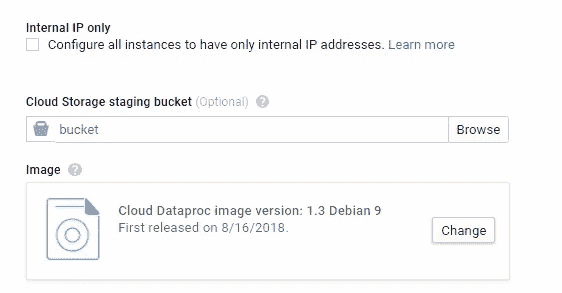 Internal IP only
Configure all instances to have only internal IP addresses. Learn more
Cloud Storage staging bucket (Optional) ?
bucket Browse
Image ?
Cloud Dataproc image version: 1.3 Debian 9
First released on 8/16/2018.
Change